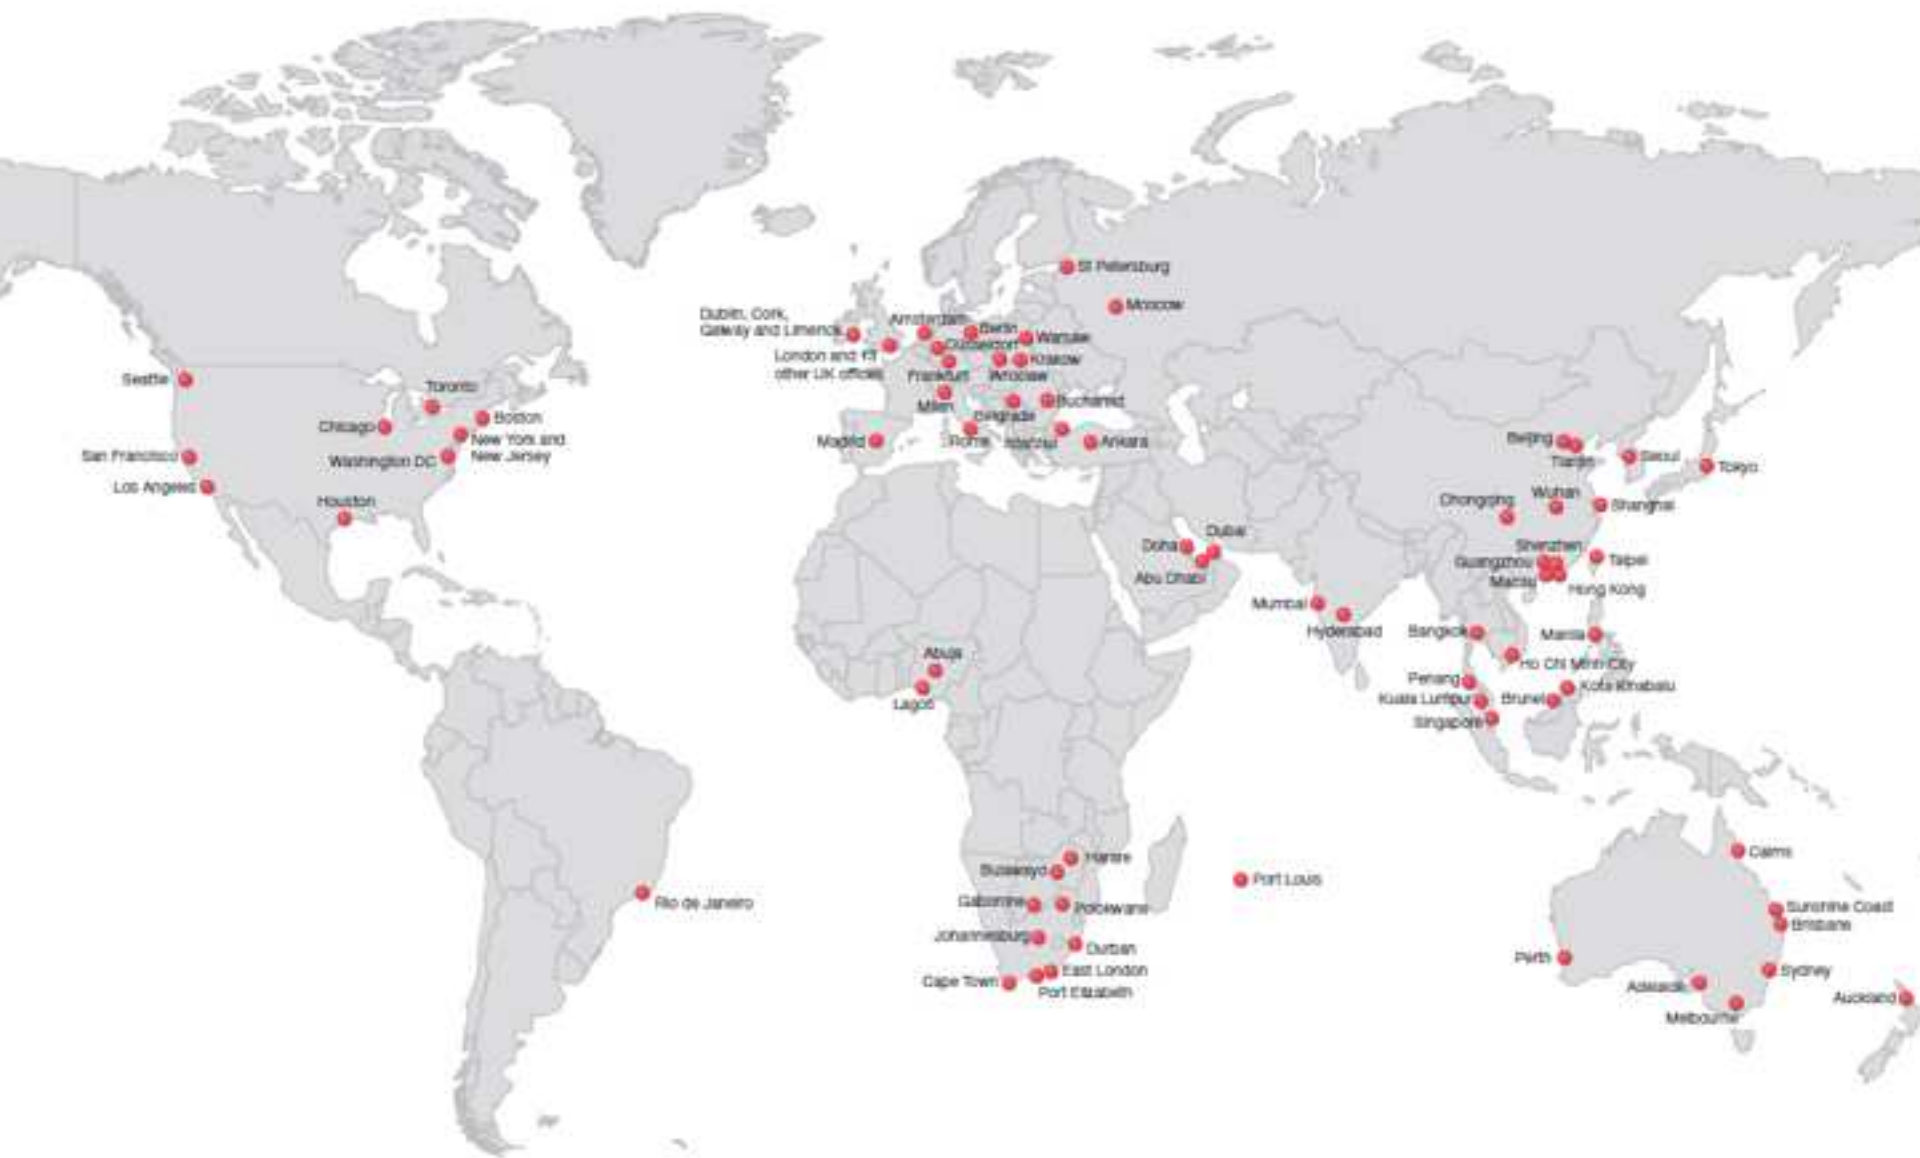 St Petersburg
Moscow
Dublin, Cork,
Galway and Limerick
Amsterdam
Berlin
Warsaw
Düsseldorf
London and 13
other UK offices
Krakow
Frankfurt
Wroclaw
Seattle
Toronto
Milan
Bucharest
Belgrade
Chicago
Boston
New York and
New Jersey
Madrid
Rome
Istanbul
Ankara
Beijing
Tianjin
Seoul
Tokyo
San Francisco
Washington DC
Los Angeles
Houston
Chongqing
Wuhan
Shanghai
Doha
Dubai
Abu Dhabi
Shenzhen
Guangzhou
Taipei
Macau
Hong Kong
Mumbai
Hyderabad
Bangkok
Manila
Abuja
Ho Chi Minh City
Lagos
Penang
Kota Kinabalu
Kuala Lumpur
Brunei
Singapore
Harare
Cairns
Bulawayo
Port Louis
Rio de Janeiro
Gaborone
Polokwane
Sunshine Coast
Brisbane
Johannesburg
Durban
Perth
East London
Sydney
Cape Town
Port Elizabeth
Adelaide
Auckland
Melbourne